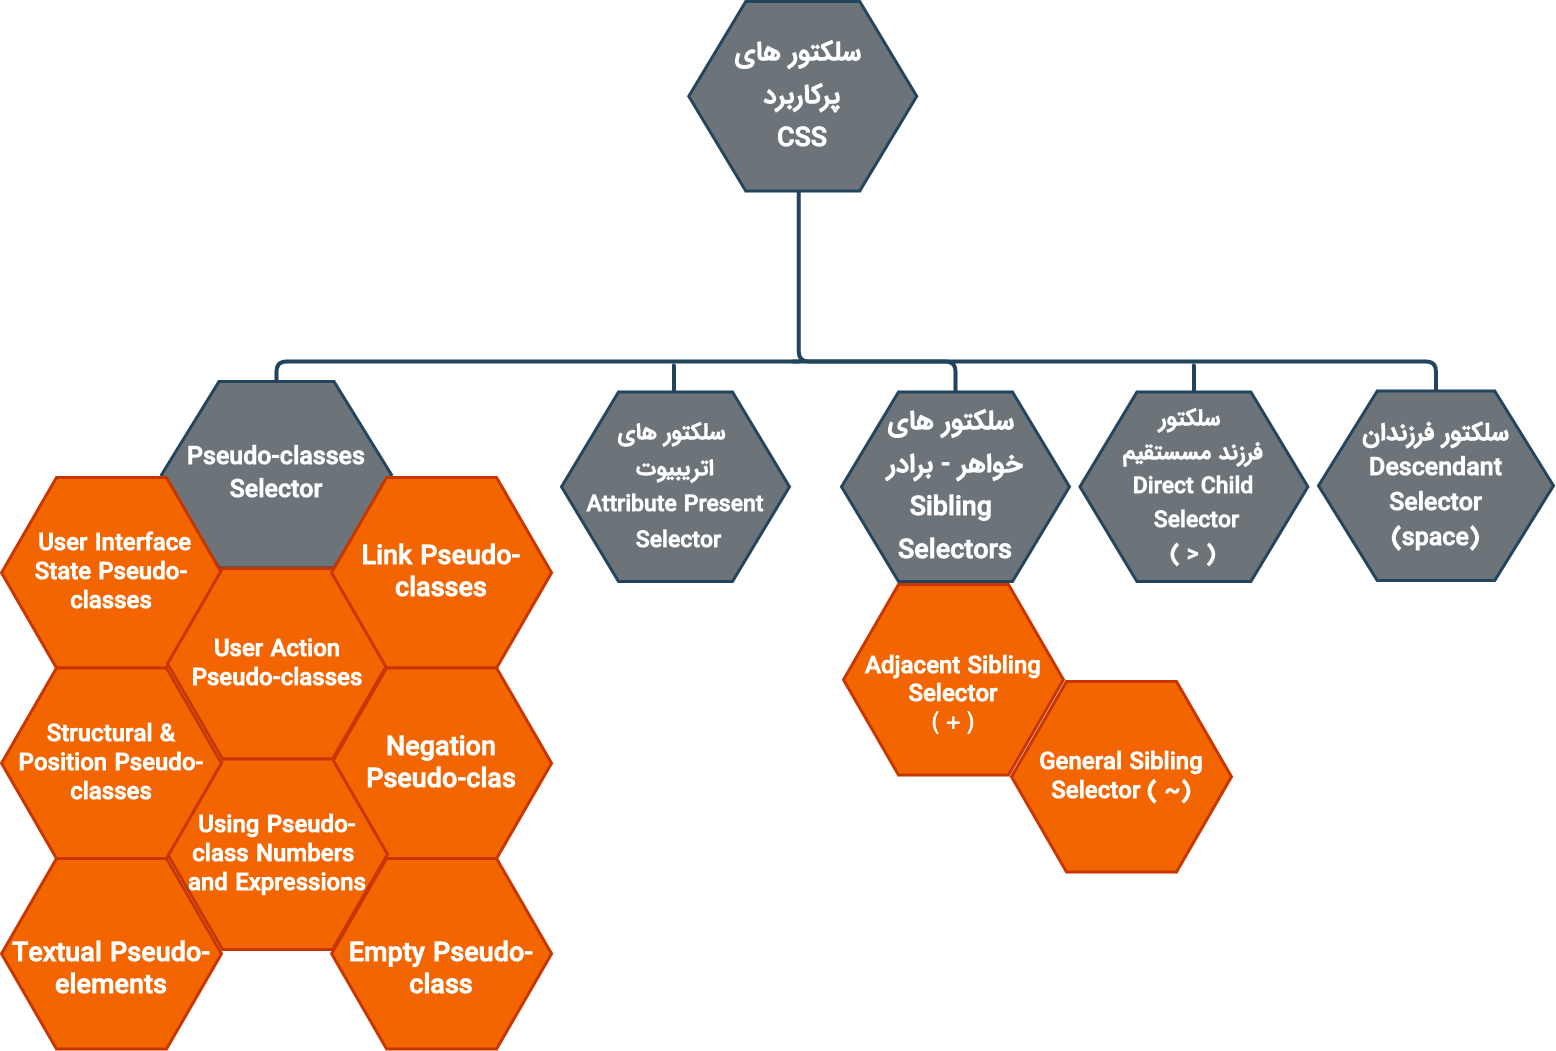 سلکتور های
پرکاربرد
CSS
Pseudo-classes
Selector
سلکتور های
اتریبیوت
Attribute Present
Selector
سلکتور های
خواهر - برادر
Sibling
Selectors
سلکتور
فرزند مسستقیم
Direct Child
Selector
( > )
سلکتور فرزندان
Descendant
Selector
(space)
User Interface
State Pseudo-
classes
Link Pseudo-
classes
User Action
Pseudo-classes
Structural &
Position Pseudo-
classes
Negation
Pseudo-clas
Using Pseudo-
class Numbers
and Expressions
Textual Pseudo-
elements
Empty Pseudo-
class
Adjacent Sibling
Selector
( + )
General Sibling
Selector ( ~)